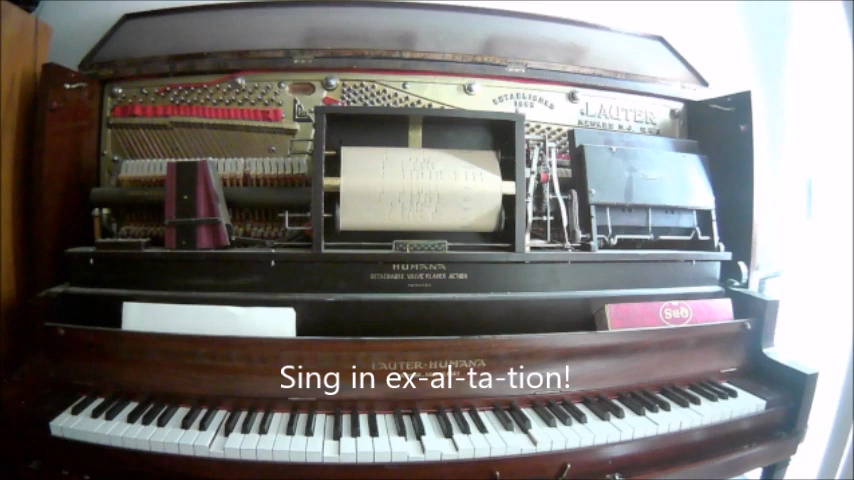 ESTABLISHED
1862
LAUTER
NEWARK N.J. U.S.A.
HUMANA
DETACHABLE VALVE PLAYER ACTION
S&Q
LAUTER-HUMANA
Sing in ex-al-ta-tion!